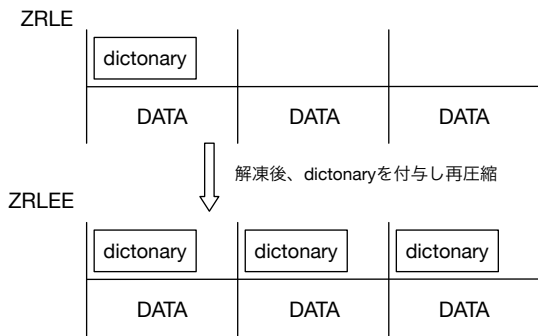 ZRLE
dictonary
DATA DATA DATA
解凍後、dictonaryを付与し再圧縮
ZRLEE
dictonary dictonary dictonary
DATA DATA DATA